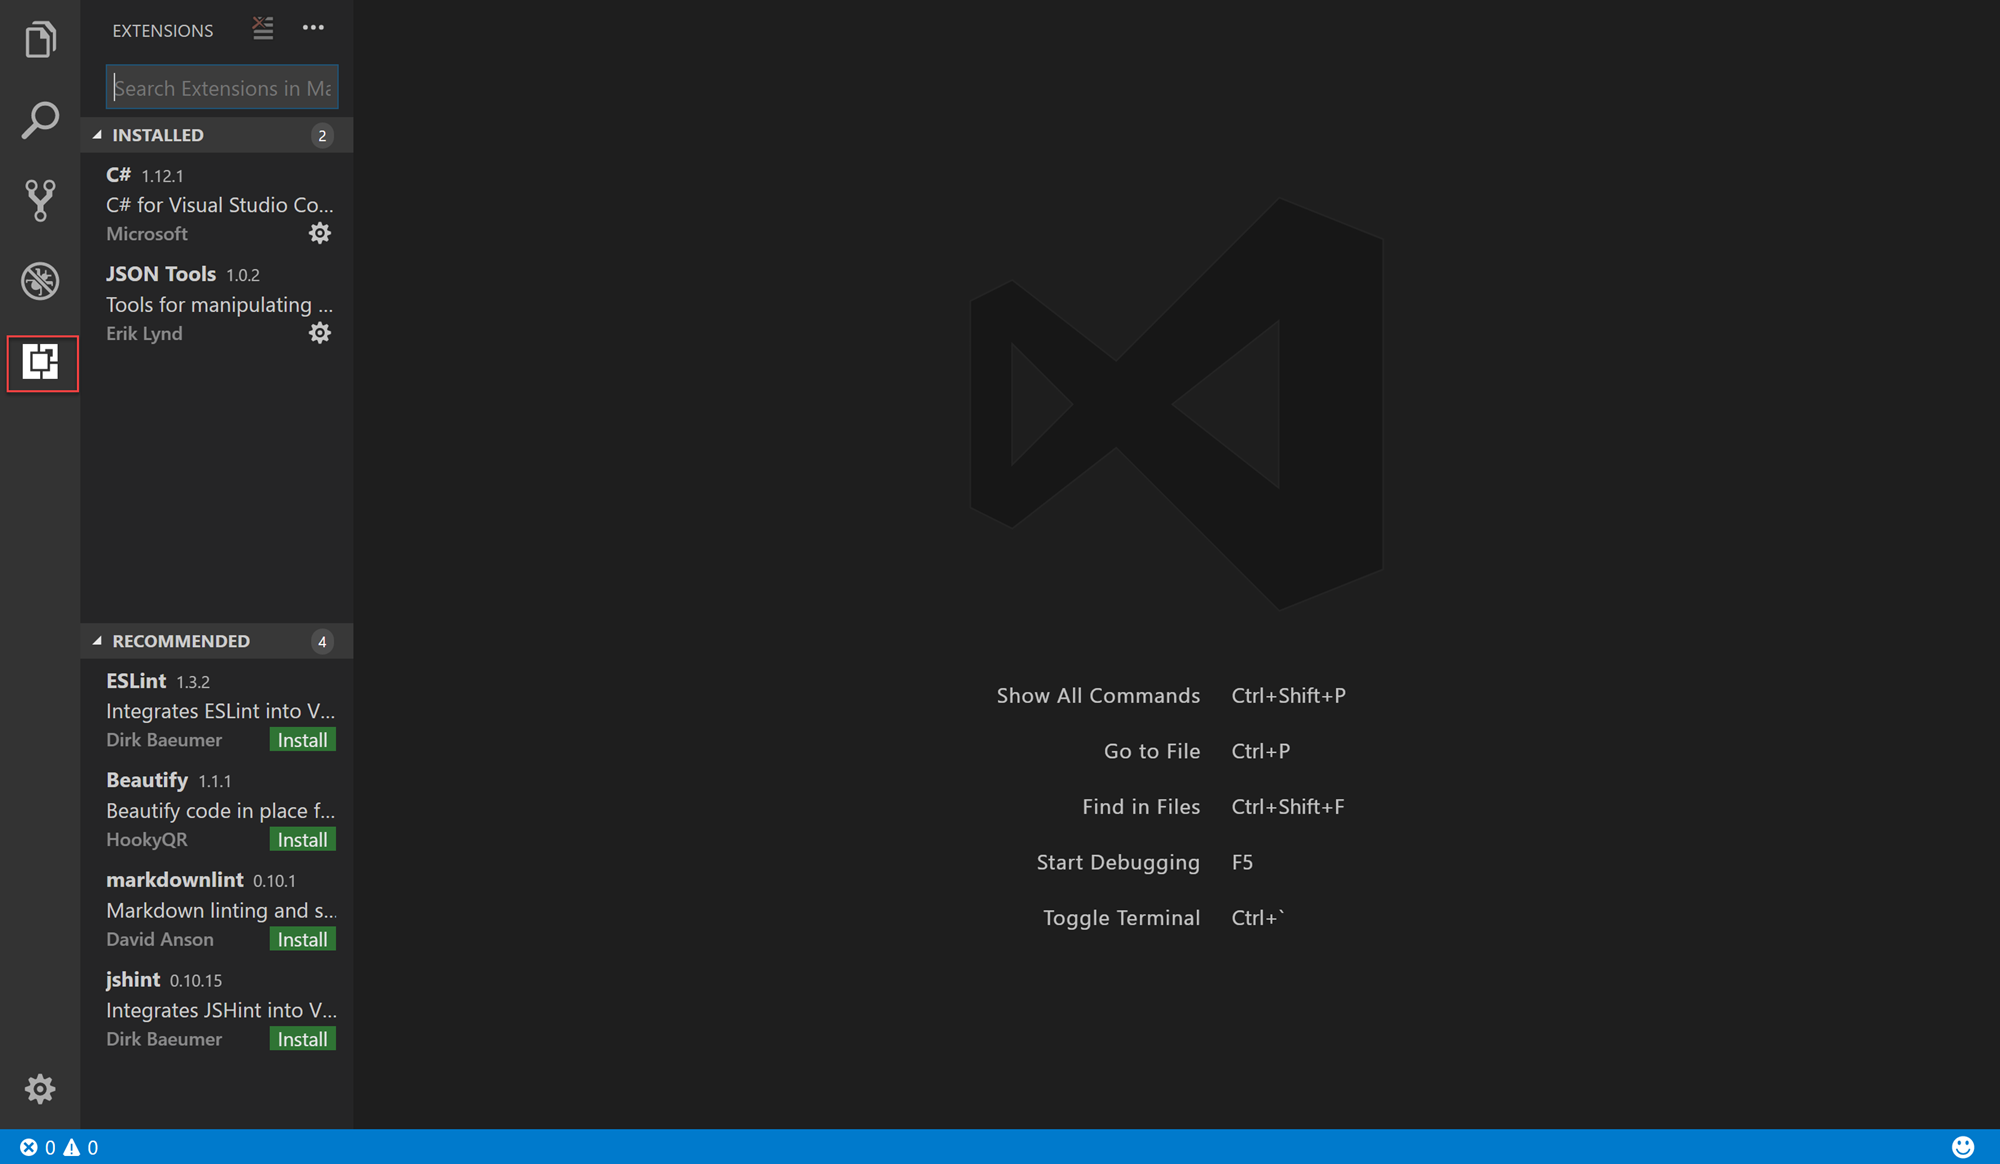 EXTENSIONS
Search Extensions in Ma
INSTALLED 2
C# 1.12.1
C# for Visual Studio Co...
Microsoft
JSON Tools 1.0.2
Tools for manipulating ...
Erik Lynd
RECOMMENDED 4
ESLint 1.3.2
Integrates ESLint into V...
Dirk Baeumer Install
Beautify 1.1.1
Beautify code in place f...
HookyQR Install
markdownlint 0.10.1
Markdown linting and s...
David Anson Install
jshint 0.10.15
Integrates JSHint into V...
Dirk Baeumer Install
Show All Commands Ctrl+Shift+P
Go to File Ctrl+P
Find in Files Ctrl+Shift+F
Start Debugging F5
Toggle Terminal Ctrl+`
0 0